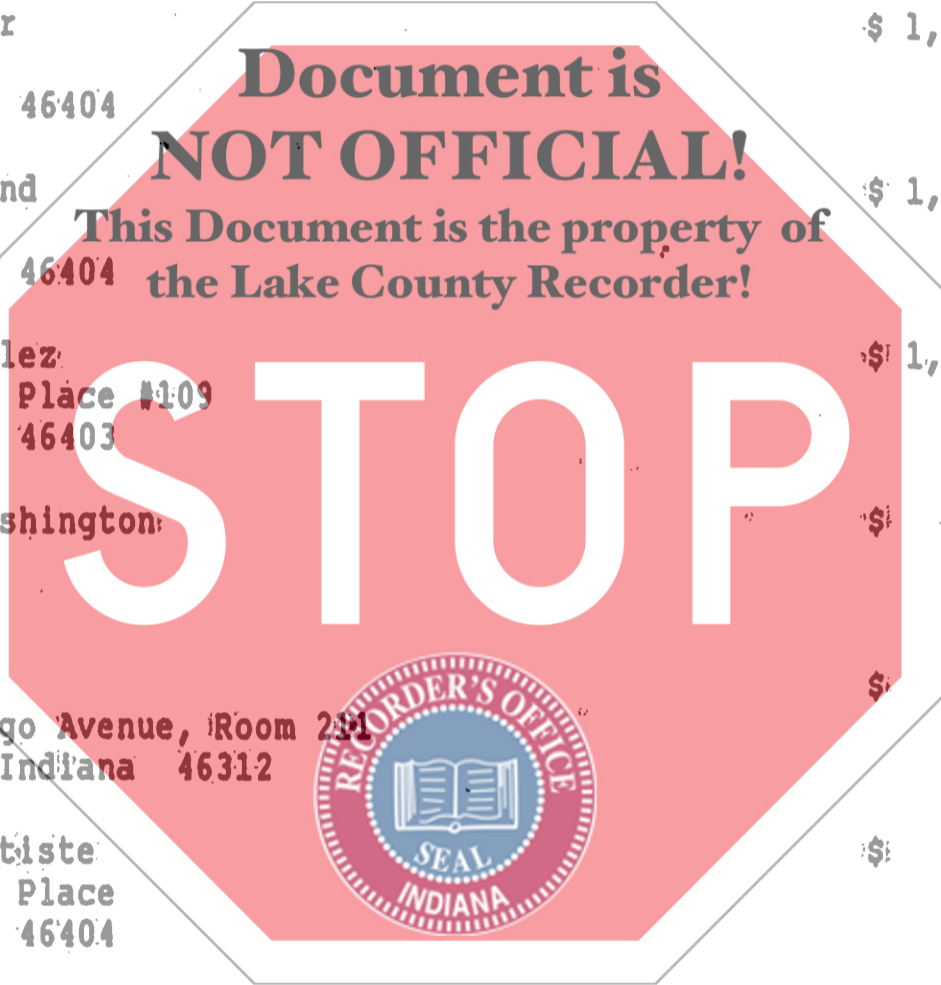 r $ 1,
Document is
46404
NOT OFFICIAL!
nd $ 1,
This Document is the property of
46404
the Lake County Recorder!
lez $ 1,
Place #109
46403
STOP
shington $
$
RECORDER'S OFFICE
go Avenue, Room 211
Indiana 46312
SEAL
tiste $
Place
INDIANA
46404